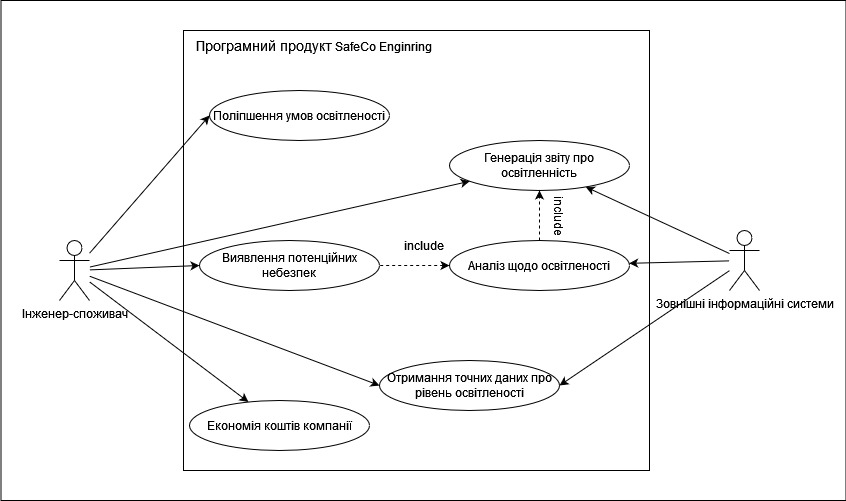 Програмний продукт SafeCo Enginring
Поліпшення умов освітленості
Генерація звіту про
освітленність
include
include
Виявлення потенційних
небезпек
Аналіз щодо освітленості
Інженер-споживач
Зовнішні інформаційні системи
Отримання точних даних про
рівень освітленості
Економія коштів компанії